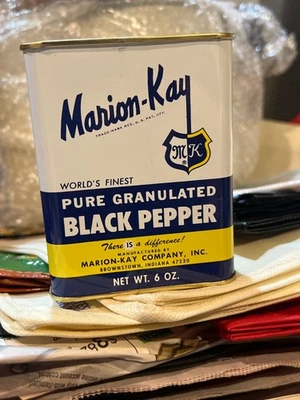 Marion-Kay
TRADE-MARK REG. U. S. PAT. OFF.
MK
®
WORLD'S FINEST
PURE GRANULATED
BLACK PEPPER
There is a difference!
MANUFACTURED BY
MARION-KAY COMPANY, INC.
BROWNSTOWN, INDIANA 47220
NET WT. 6 OZ.